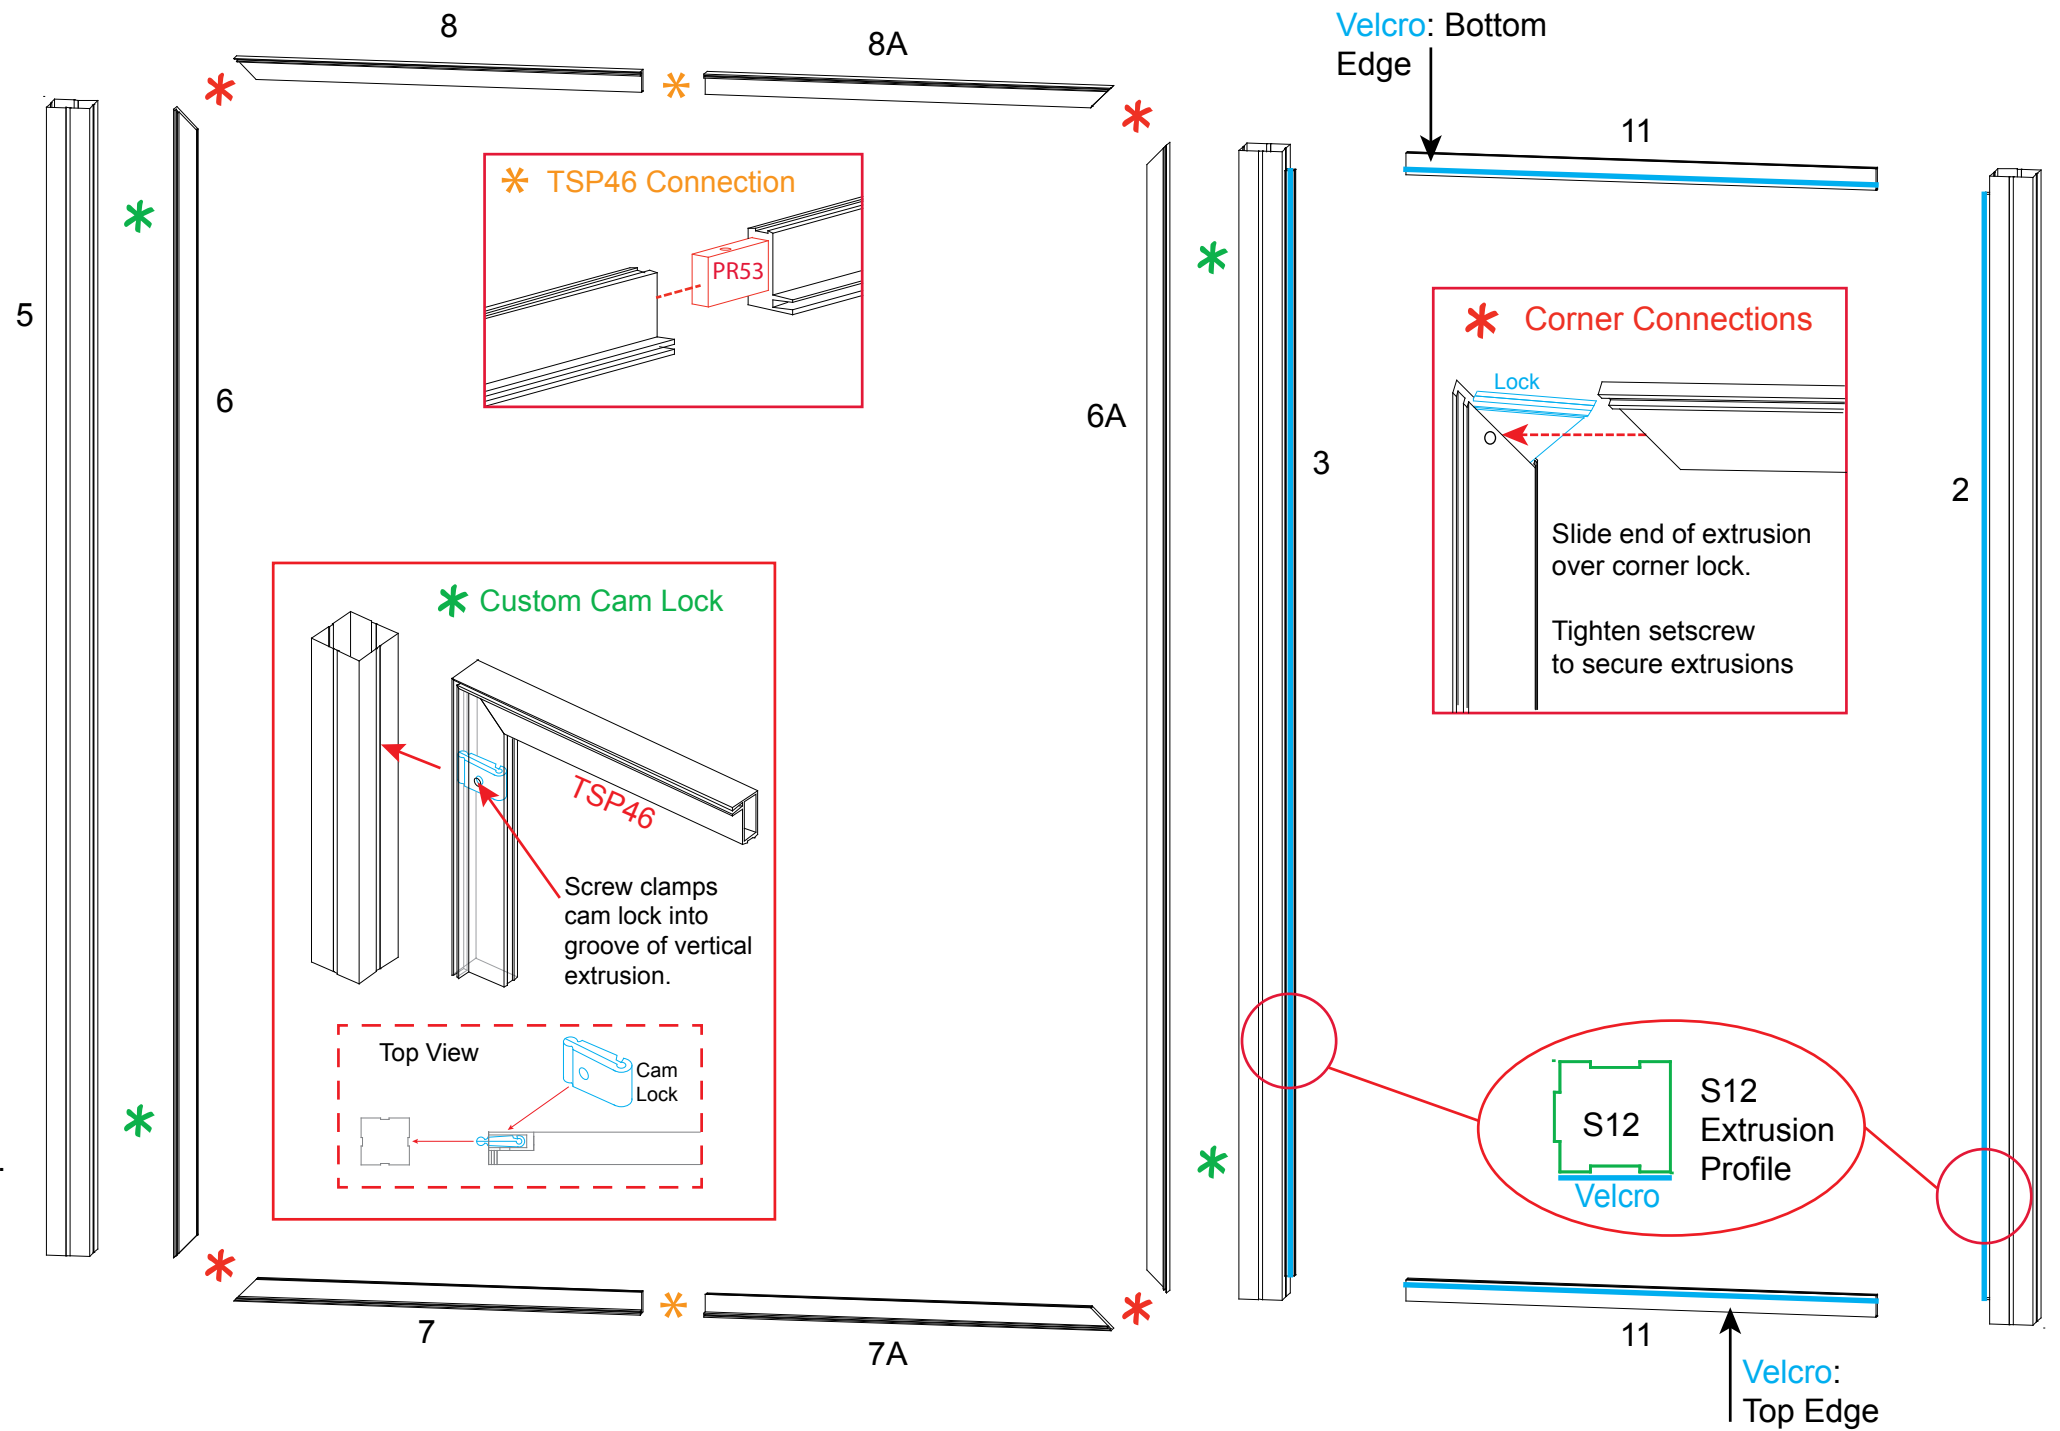 8
8A
Velcro: Bottom
Edge
11
TSP46 Connection
PR53
5
6
6A
3
2
Corner Connections
Lock
Slide end of extrusion
over corner lock.
Tighten setscrew
to secure extrusions
Custom Cam Lock
TSP46
Screw clamps
cam lock into
groove of vertical
extrusion.
Top View
Cam
Lock
S12
Velcro
S12
Extrusion
Profile
7
7A
11
Velcro:
Top Edge